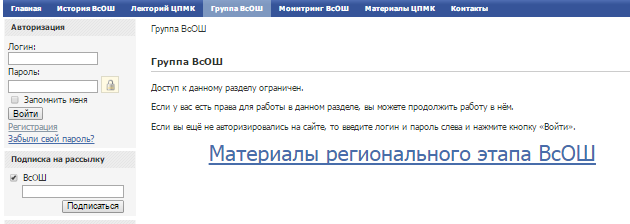 Главная История ВсОШ Лекторий ЦПМК Группа ВсОШ Мониторинг ВсОШ Материалы ЦПМК Контакты
Авторизация
Логин:
Пароль:
Запомнить меня
Войти
Регистрация
Забыли свой пароль?
Подписка на рассылку
ВсОШ
Подписаться
Группа ВсОШ
Группа ВсОШ
Доступ к данному разделу ограничен.
Если у вас есть права для работы в данном разделе, вы можете продолжить работу в нём.
Если вы ещё не авторизировались на сайте, то введите логин и пароль слева и нажмите кнопку «Войти».
Материалы регионального этапа ВсОШ